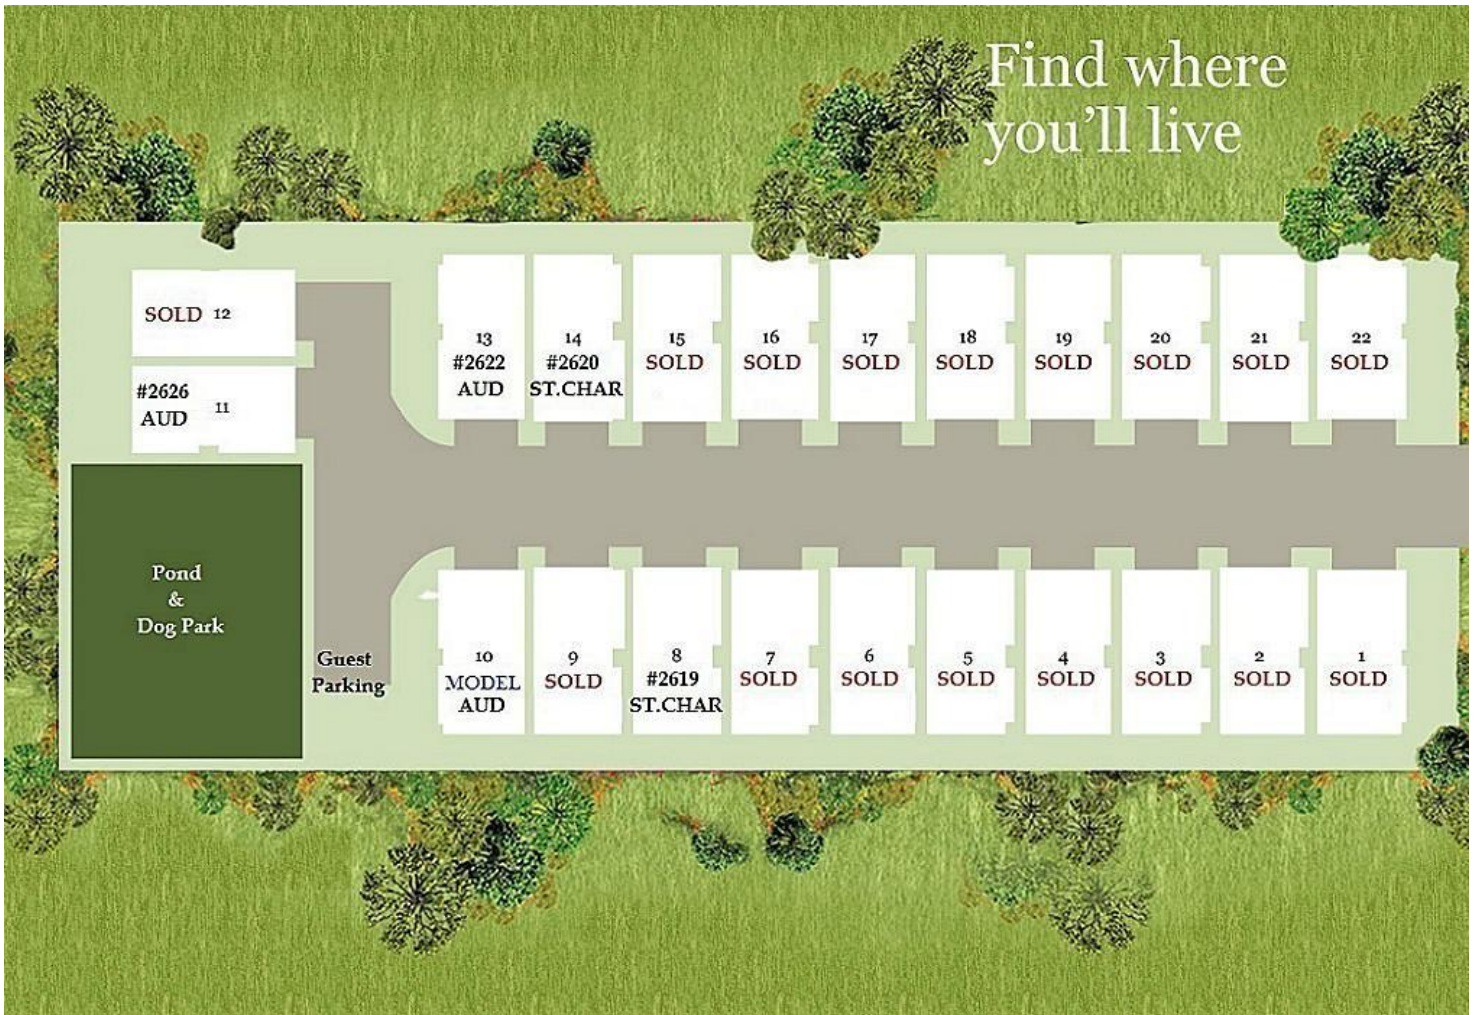 Find where
you'll live
SOLD 12
#2626
AUD
11
13
#2622
AUD
14
#2620
ST.CHAR
15
SOLD
16
SOLD
17
SOLD
18
SOLD
19
SOLD
20
SOLD
21
SOLD
22
SOLD
Pond
&
Dog Park
Guest
Parking
10
MODEL
AUD
9
SOLD
8
#2619
ST.CHAR
7
SOLD
6
SOLD
5
SOLD
4
SOLD
3
SOLD
2
SOLD
1
SOLD